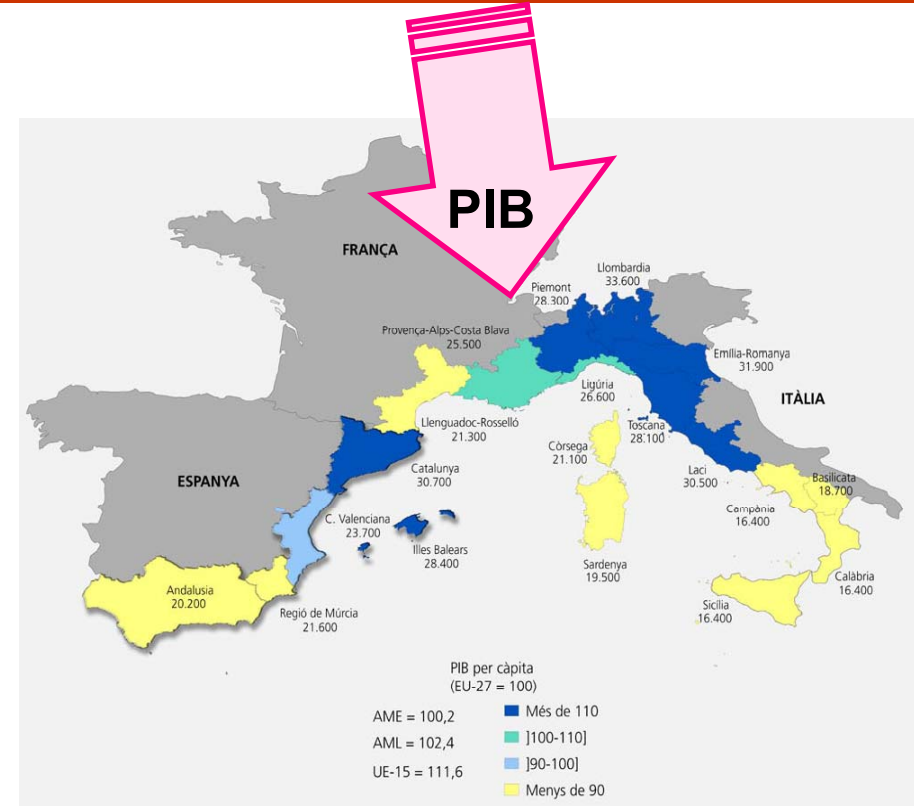 PIB
FRANÇA
Llombardia
33.600
Piemont
28.300
Provença-Alps-Costa Blava
25.500
Emília-Romanya
31.900
Ligúria
26.600
ITÀLIA
Llenguadoc-Rosselló
21.300
Toscana
28.100
Còrsega
21.100
Catalunya
30.700
Laci
30.500
ESPANYA
Basilicata
18.700
C. Valenciana
23.700
Campània
16.400
Illes Balears
28.400
Sardenya
19.500
Calàbria
16.400
Andalusia
20.200
Sicília
16.400
Regió de Múrcia
21.600
PIB per càpita
(EU-27 = 100)
AME = 100,2
AML = 102,4
UE-15 = 111,6
Més de 110
]100-110]
]90-100]
Menys de 90